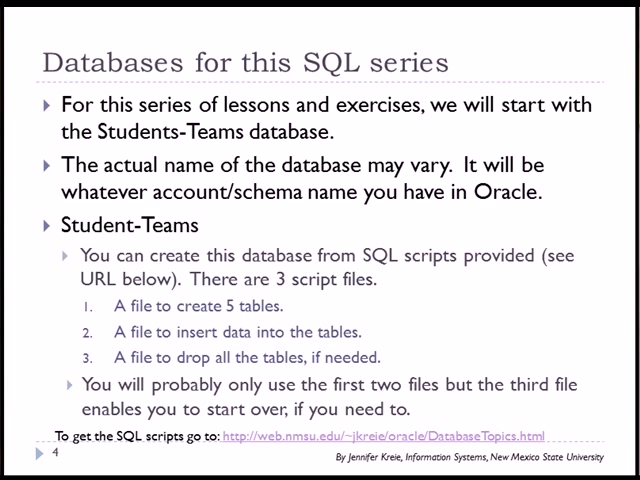 Databases for this SQL series
For this series of lessons and exercises, we will start with
the Students-Teams database.
The actual name of the database may vary. It will be
whatever account/schema name you have in Oracle.
Student-Teams
You can create this database from SQL scripts provided (see
URL below). There are 3 script files.
1. A file to create 5 tables.
2. A file to insert data into the tables.
3. A file to drop all the tables, if needed.
You will probably only use the first two files but the third file
enables you to start over, if you need to.
To get the SQL scripts go to: http://web.nmsu.edu/~jkreie/oracle/DatabaseTopics.html
4
By Jennifer Kreie, Information Systems, New Mexico State University